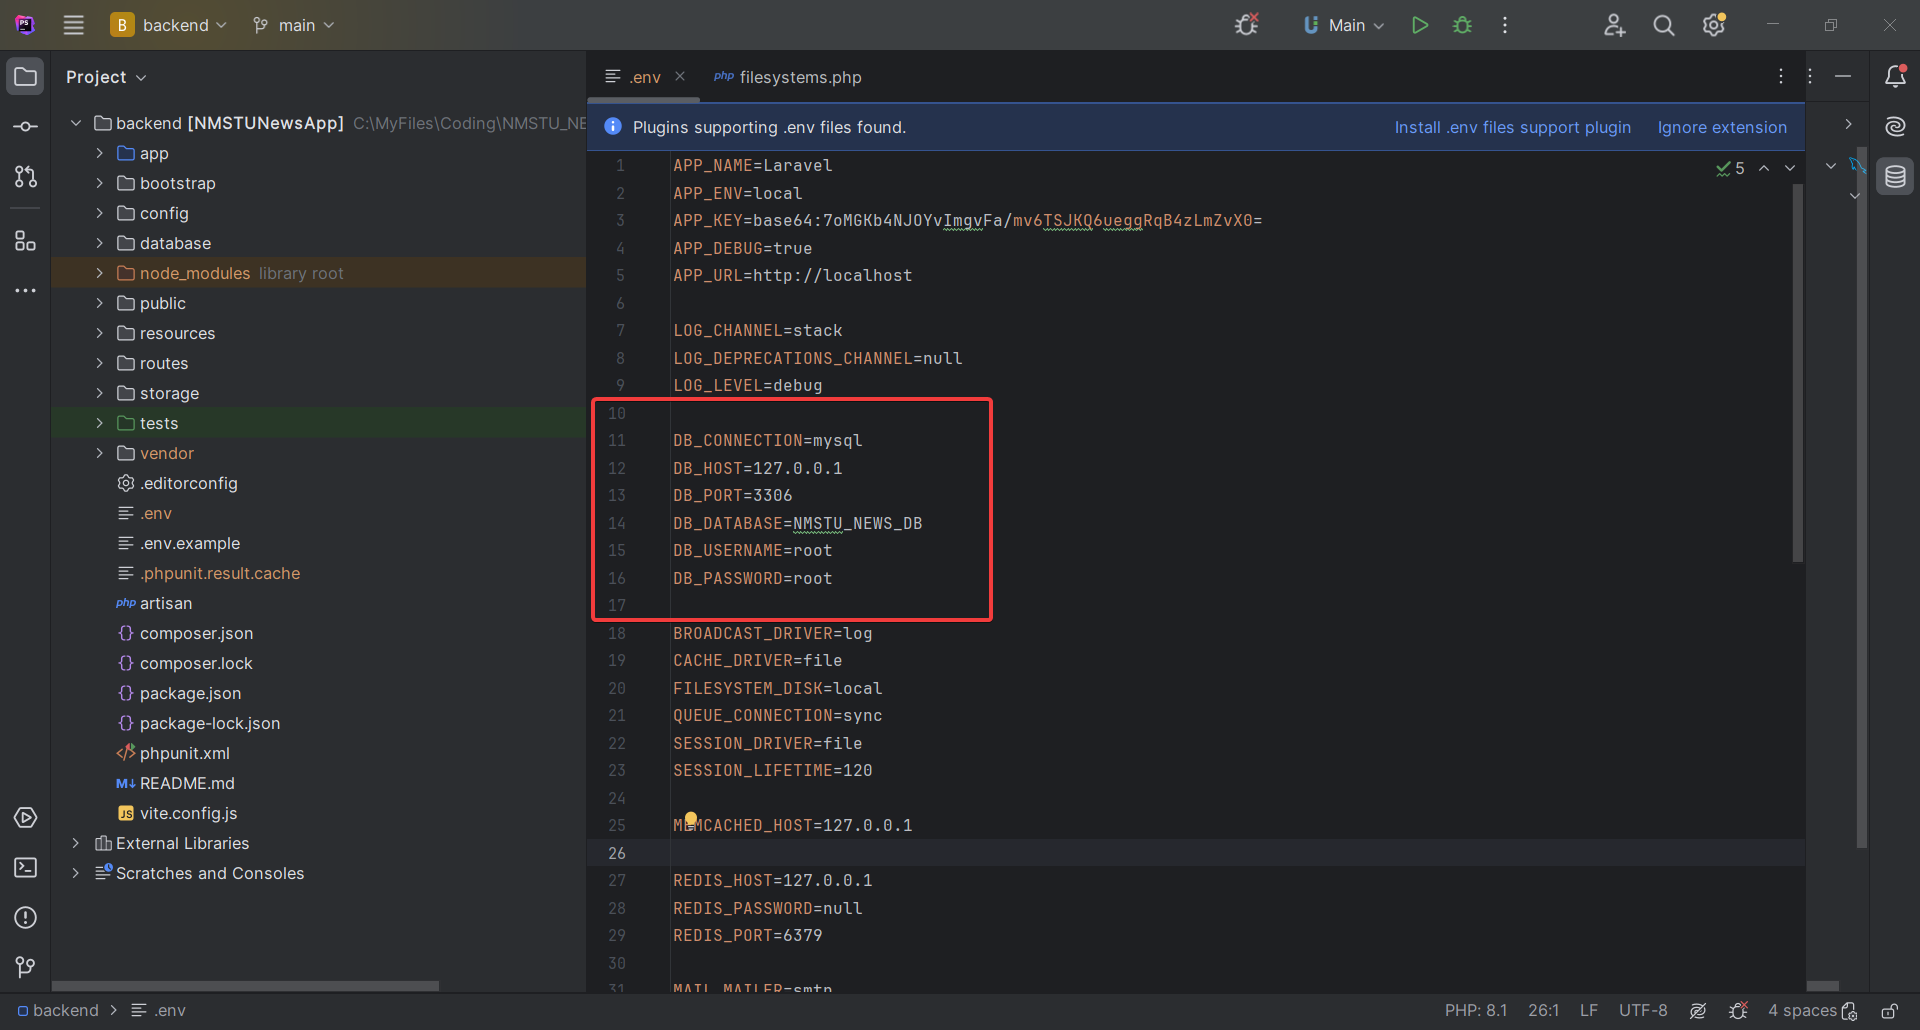 B backend main Main
Project
.env
php filesystems.php
backend [NMSTUNewsApp] C:\MyFiles\Coding\NMSTU_NE
app
bootstrap
config
database
node_modules library root
public
resources
routes
storage
tests
vendor
.editorconfig
.env
.env.example
.phpunit.result.cache
php artisan
composer.json
composer.lock
package.json
package-lock.json
phpunit.xml
M↓ README.md
JS vite.config.js
External Libraries
Scratches and Consoles
Plugins supporting .env files found. Install .env files support plugin Ignore extension
5
1 APP_NAME=Laravel
2 APP_ENV=local
3 APP_KEY=base64:7oMGKb4NJOYvImgvFa/mv6TSJKQ6ueggRqB4zLmZvX0=
4 APP_DEBUG=true
5 APP_URL=http://localhost
6
7 LOG_CHANNEL=stack
8 LOG_DEPRECATIONS_CHANNEL=null
9 LOG_LEVEL=debug
10
11 DB_CONNECTION=mysql
12 DB_HOST=127.0.0.1
13 DB_PORT=3306
14 DB_DATABASE=NMSTU_NEWS_DB
15 DB_USERNAME=root
16 DB_PASSWORD=root
17
18 BROADCAST_DRIVER=log
19 CACHE_DRIVER=file
20 FILESYSTEM_DISK=local
21 QUEUE_CONNECTION=sync
22 SESSION_DRIVER=file
23 SESSION_LIFETIME=120
24
25 MEMCACHED_HOST=127.0.0.1
26
27 REDIS_HOST=127.0.0.1
28 REDIS_PASSWORD=null
29 REDIS_PORT=6379
30
31 MAIL_MAILER=smtp
backend .env
PHP: 8.1 26:1 LF UTF-8 4 spaces